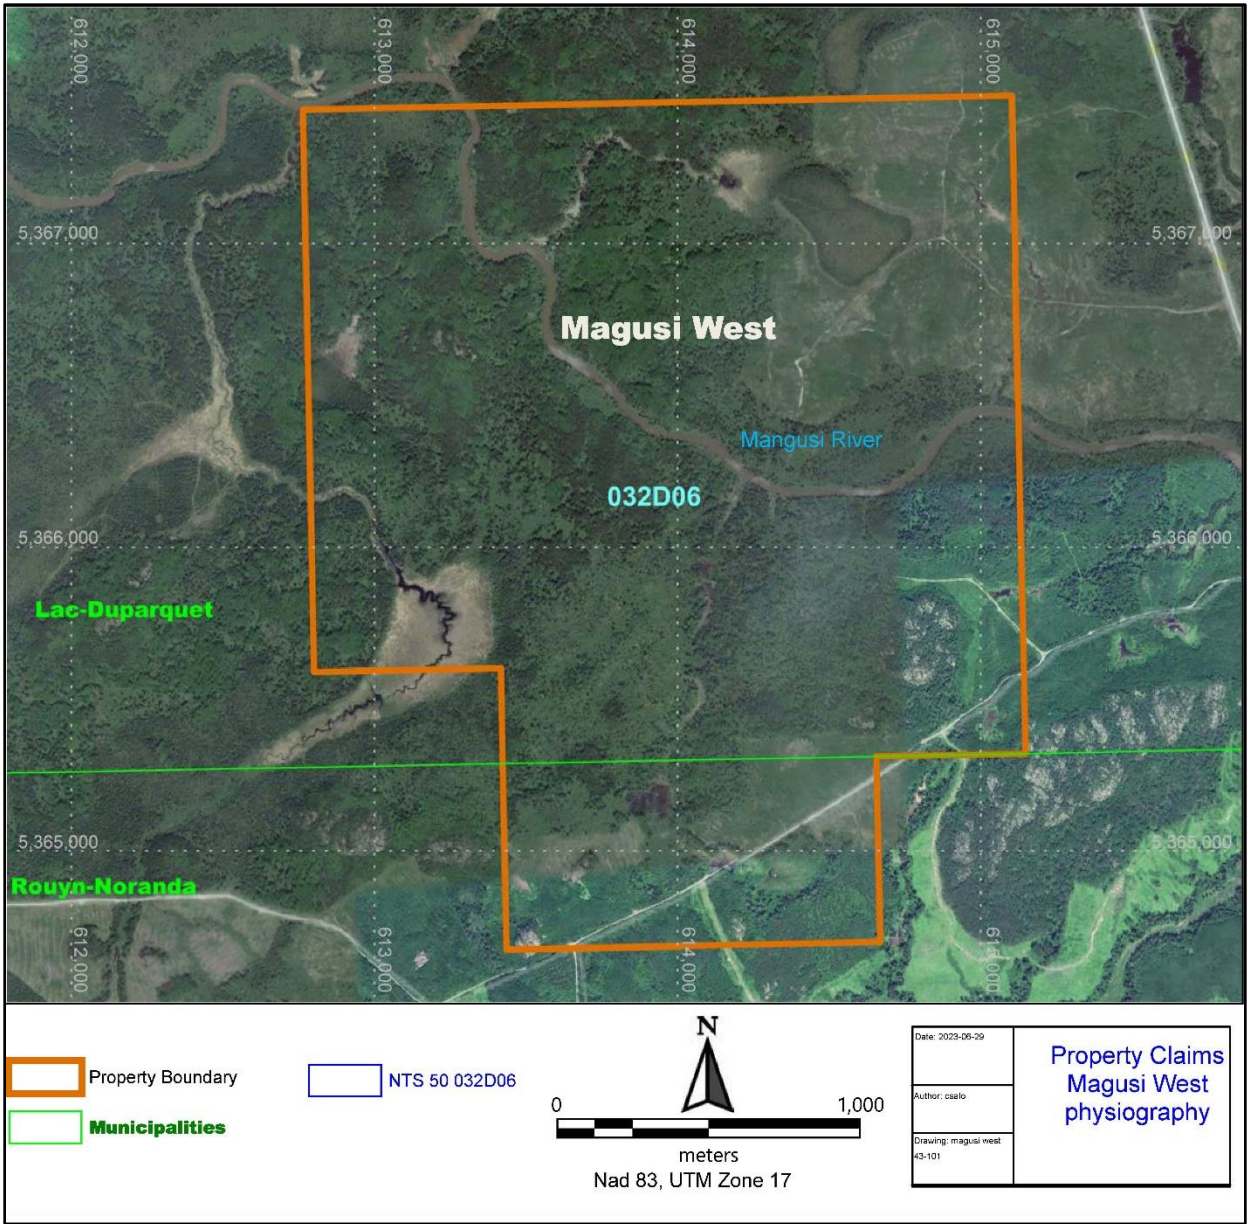 612,000
613,000
614,000
615,000
5,367,000
5,367,000
Magusi West
Mangusi River
032D06
5,366,000
5,366,000
Lac-Duparquet
5,365,000
5,365,000
Rouyn-Noranda
612,000
613,000
614,000
615,000
Property Boundary
NTS 50 032D06
Municipalities
N
0
1,000
meters
Nad 83, UTM Zone 17
Date: 2023-06-29
Author: csalo
Drawing: magusi west
43-101
Property Claims
Magusi West
physiography